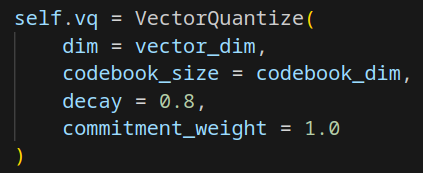 self.vq = VectorQuantize(
    dim = vector_dim,
    codebook_size = codebook_dim,
    decay = 0.8,
    commitment_weight = 1.0
)